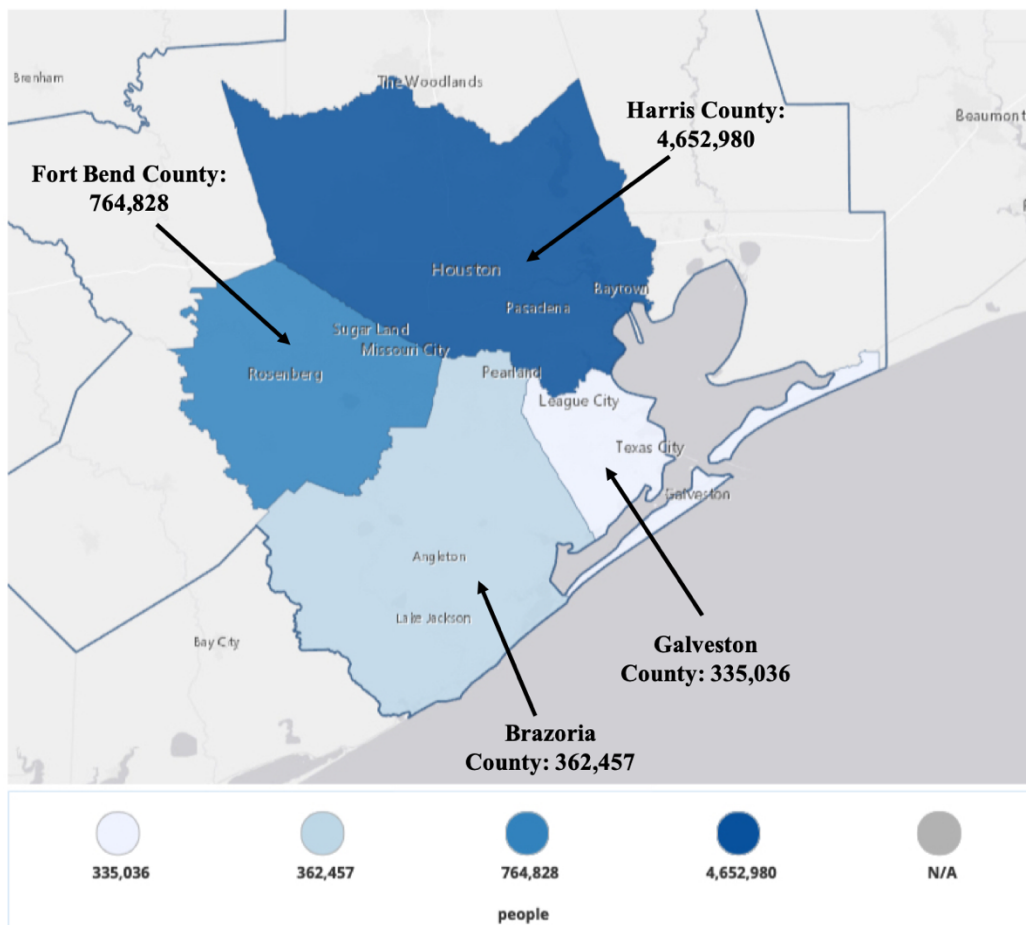 Brenham
The Woodlands
Harris County:
4,652,980
Beaumont
Fort Bend County:
764,828
Houston
Baytown
Pasadena
Sugar Land
Missouri City
Rosenberg
Pearland
League City
Texas City
Galveston
Angleton
Lake Jackson
Bay City
Galveston
County: 335,036
Brazoria
County: 362,457
335,036
362,457
764,828
4,652,980
N/A
people